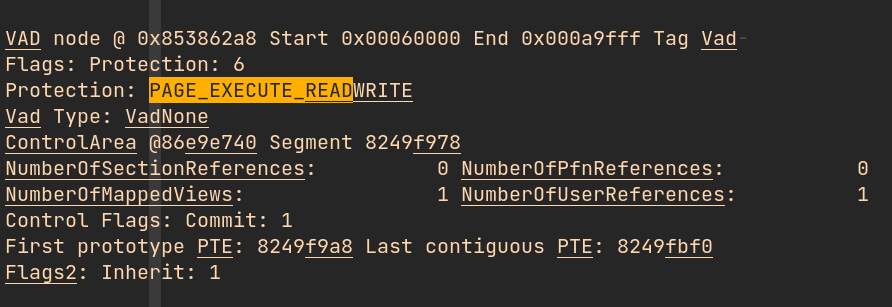 VAD node @ 0x853862a8 Start 0x00060000 End 0x000a9fff Tag Vad-
Flags: Protection: 6
Protection: PAGE_EXECUTE_READWRITE
Vad Type: VadNone
ControlArea @86e9e740 Segment 8249f978
NumberOfSectionReferences: 0 NumberOfPfnReferences: 0
NumberOfMappedViews: 1 NumberOfUserReferences: 1
Control Flags: Commit: 1
First prototype PTE: 8249f9a8 Last contiguous PTE: 8249fbf0
Flags2: Inherit: 1